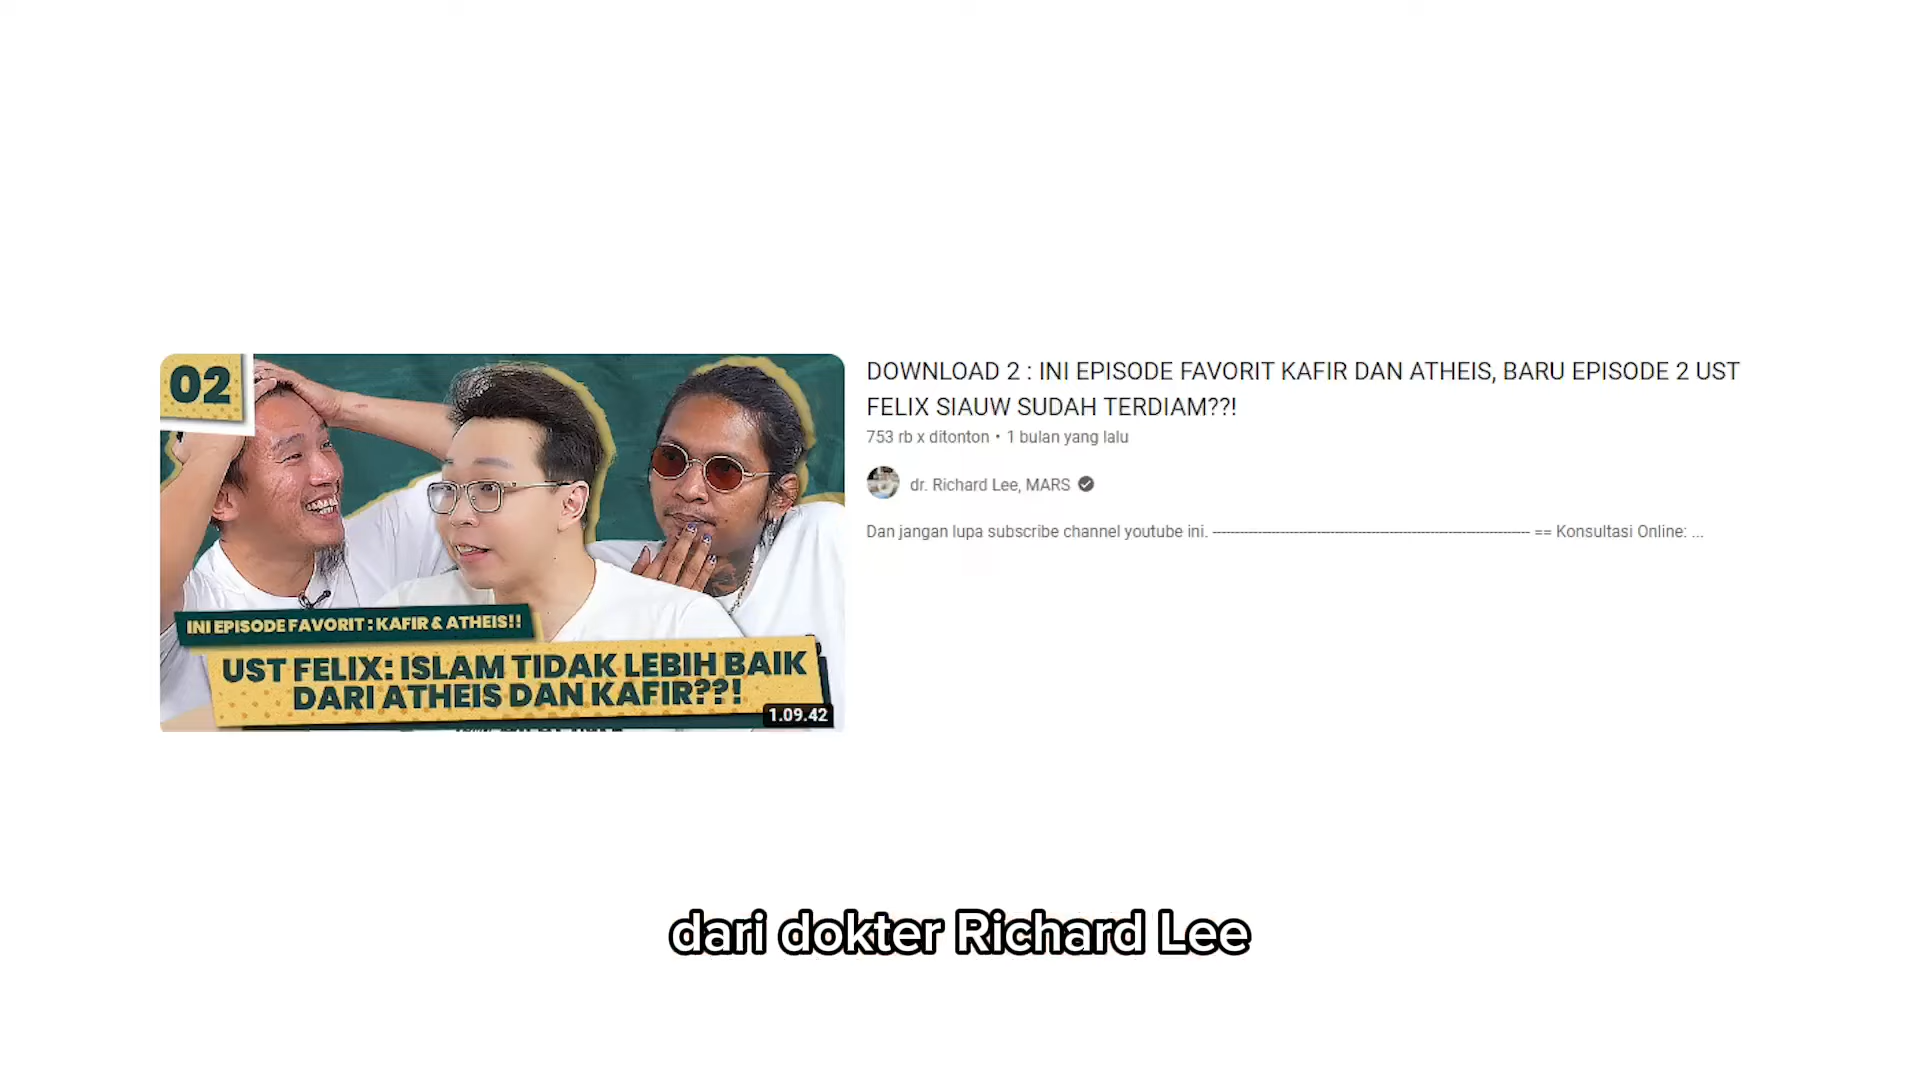 02
INI EPISODE FAVORIT : KAFIR & ATHEIS!!
UST FELIX: ISLAM TIDAK LEBIH BAIK
DARI ATHEIS DAN KAFIR??!
1.09.42
DOWNLOAD 2 : INI EPISODE FAVORIT KAFIR DAN ATHEIS, BARU EPISODE 2 UST
FELIX SIAUW SUDAH TERDIAM??!
753 rb x ditonton • 1 bulan yang lalu
dr. Richard Lee, MARS
Dan jangan lupa subscribe channel youtube ini. ---------------------------------------------------------------- == Konsultasi Online: ...
dari dokter Richard Lee